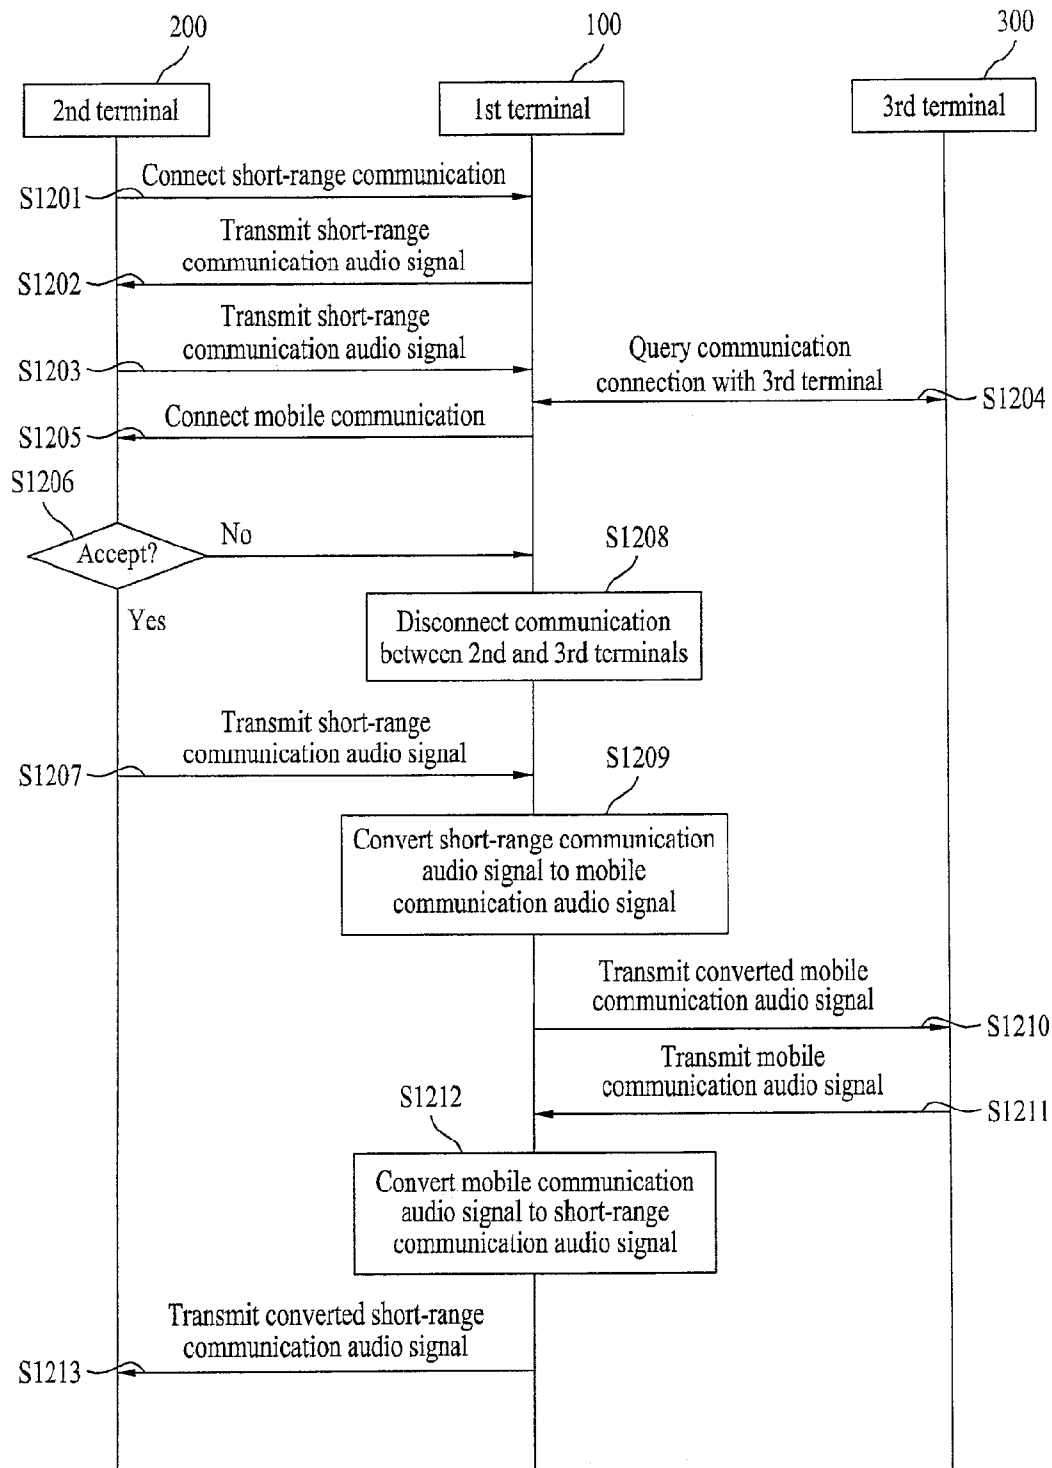 200
100
300
2nd terminal
1st terminal
3rd terminal
Connect short-range communication
S1201
Transmit short-range
communication audio signal
S1202
Transmit short-range
communication audio signal
S1203
Query communication
connection with 3rd terminal
S1204
Connect mobile communication
S1205
S1206
Accept?
No
Yes
S1208
Disconnect communication
between 2nd and 3rd terminals
Transmit short-range
communication audio signal
S1207
S1209
Convert short-range communication
audio signal to mobile
communication audio signal
Transmit converted mobile
communication audio signal
S1210
Transmit mobile
communication audio signal
S1211
S1212
Convert mobile communication
audio signal to short-range
communication audio signal
Transmit converted short-range
communication audio signal
S1213